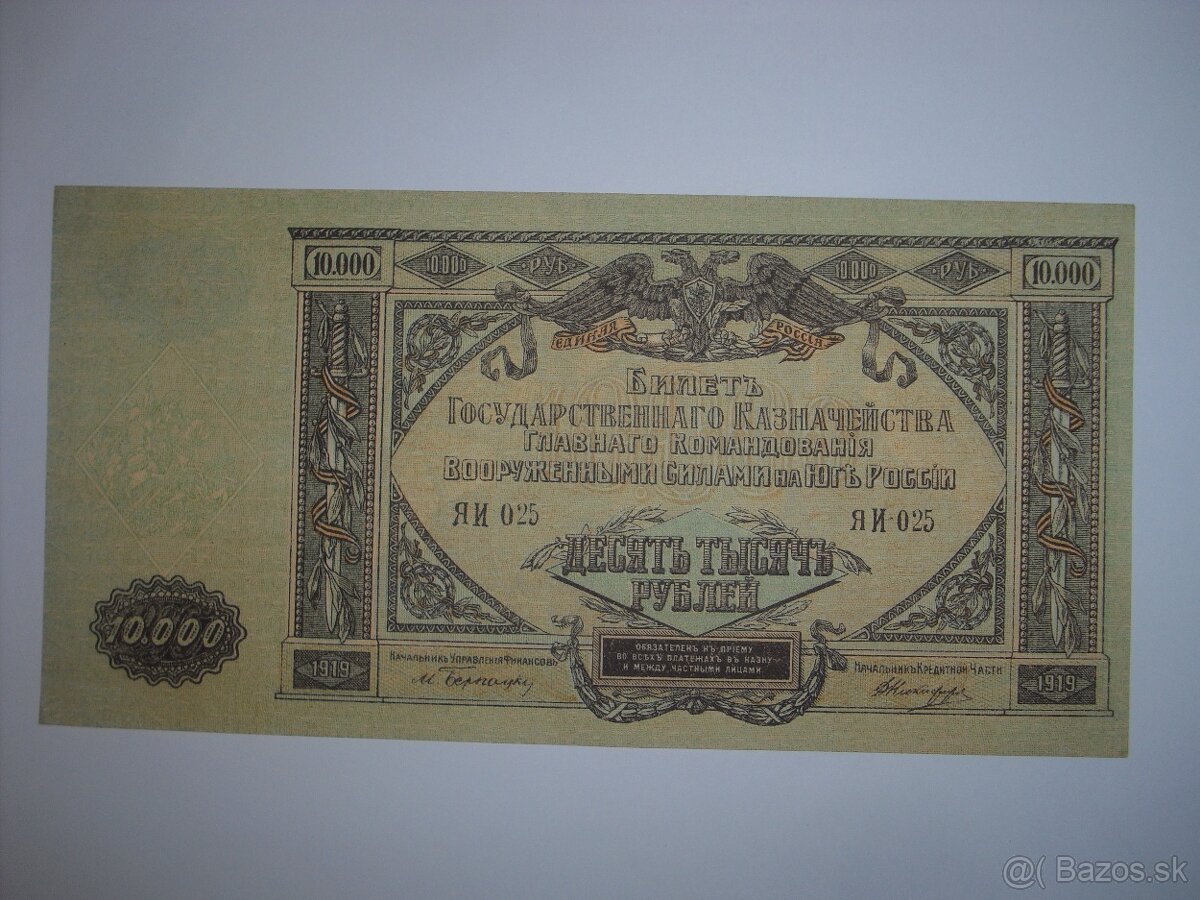 10.000 10.000 РУБ 10.000 РУБ 10.000
ЕДИНАЯ РОССІЯ
БИЛЕТЪ
ГОСУДАРСТВЕННАГО КАЗНАЧЕЙСТВА
ГЛАВНАГО КОМАНДОВАНІЯ
ВООРУЖЕННЫМИ СИЛАМИ НА ЮГѢ РОССІИ
ЯИ 025 ЯИ-025
ДЕСЯТЬ ТЫСЯЧЪ
РУБЛЕЙ
10.000
ОБЯЗАТЕЛЕНЪ КЪ ПРІЕМУ
ВО ВСѢХЪ ПЛАТЕЖАХЪ ВЪ КАЗНУ
И МЕЖДУ ЧАСТНЫМИ ЛИЦАМИ
1919 НАЧАЛЬНИКЪ УПРАВЛЕНІЯ ФИНАНСОВЪ НАЧАЛЬНИКЪ КРЕДИТНОЙ ЧАСТИ 1919
@( Bazos.sk